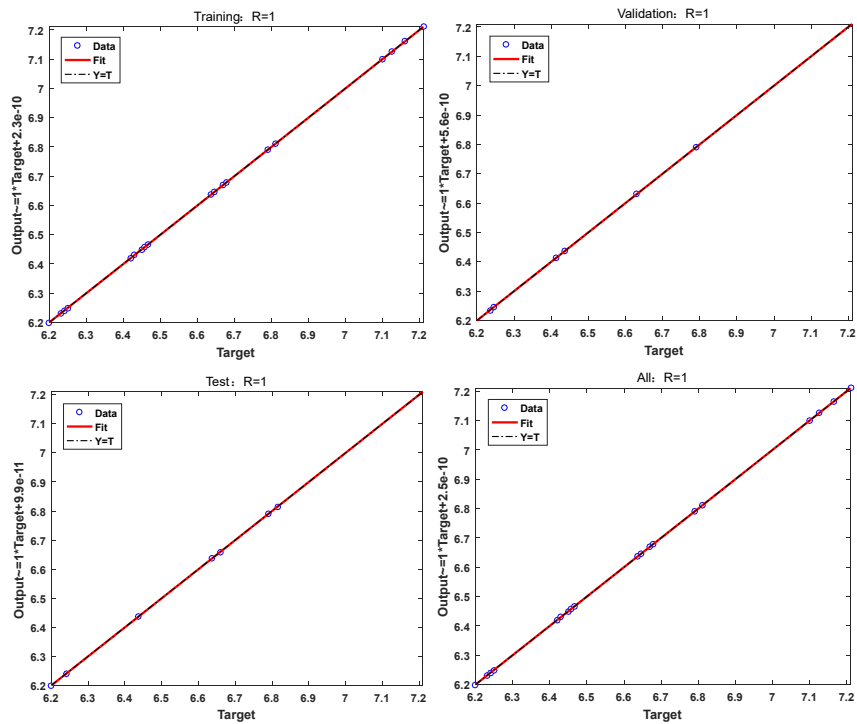 Training：R=1
Data
Fit
Y=T
Output~=1*Target+2.3e-10
7.2
7.1
7
6.9
6.8
6.7
6.6
6.5
6.4
6.3
6.2
6.2 6.3 6.4 6.5 6.6 6.7 6.8 6.9 7 7.1 7.2
Target
Validation：R=1
Data
Fit
Y=T
Output~=1*Target+5.6e-10
7.2
7.1
7
6.9
6.8
6.7
6.6
6.5
6.4
6.3
6.2
6.2 6.3 6.4 6.5 6.6 6.7 6.8 6.9 7 7.1 7.2
Target
Test：R=1
Data
Fit
Y=T
Output~=1*Target+9.9e-11
7.2
7.1
7
6.9
6.8
6.7
6.6
6.5
6.4
6.3
6.2
6.2 6.3 6.4 6.5 6.6 6.7 6.8 6.9 7 7.1 7.2
Target
All：R=1
Data
Fit
Y=T
Output~=1*Target+2.5e-10
7.2
7.1
7
6.9
6.8
6.7
6.6
6.5
6.4
6.3
6.2
6.2 6.3 6.4 6.5 6.6 6.7 6.8 6.9 7 7.1 7.2
Target